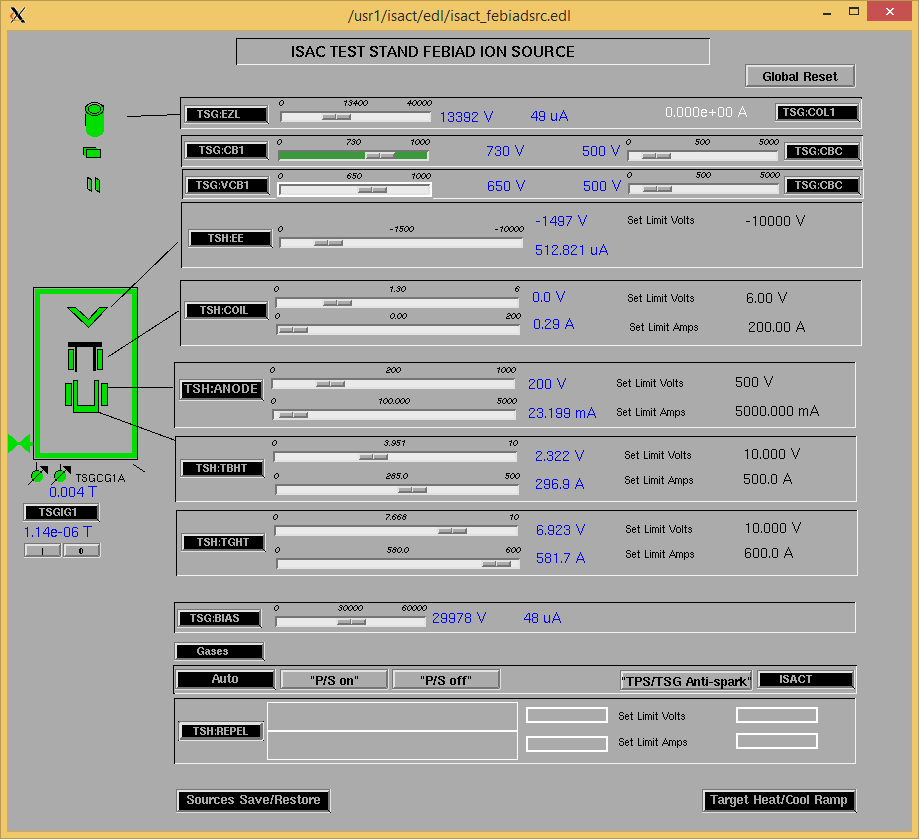 X /usr1/isact/edl/isact_febiadsrc.edl
ISAC TEST STAND FEBIAD ION SOURCE
Global Reset
TSG:EZL 0 13400 40000 13392 V 49 uA 0.000e+00 A TSG:COL1
TSG:CB1 0 730 1000 730 V 500 V 0 500 5000 TSG:CBC
TSG:VCB1 0 650 1000 650 V 500 V 0 500 5000 TSG:CBC
TSH:EE 0 -1500 -10000 -1497 V Set Limit Volts -10000 V
512.821 uA
TSH:COIL 0 1.30 6 0.0 V Set Limit Volts 6.00 V
0 0.00 200 0.29 A Set Limit Amps 200.00 A
TSH:ANODE 0 200 1000 200 V Set Limit Volts 500 V
0 100.000 5000 23.199 mA Set Limit Amps 5000.000 mA
TSH:TBHT 0 3.951 10 2.322 V Set Limit Volts 10.000 V
0 285.0 500 296.9 A Set Limit Amps 500.0 A
TSGCG1A
0.004 T
TSGIG1
1.14e-06 T
I 0
TSH:TGHT 0 7.668 10 6.923 V Set Limit Volts 10.000 V
0 580.0 600 581.7 A Set Limit Amps 600.0 A
TSG:BIAS 0 30000 60000 29978 V 48 uA
Gases
Auto "P/S on" "P/S off" "TPS/TSG Anti-spark" ISACT
TSH:REPEL Set Limit Volts
Set Limit Amps
Sources Save/Restore Target Heat/Cool Ramp